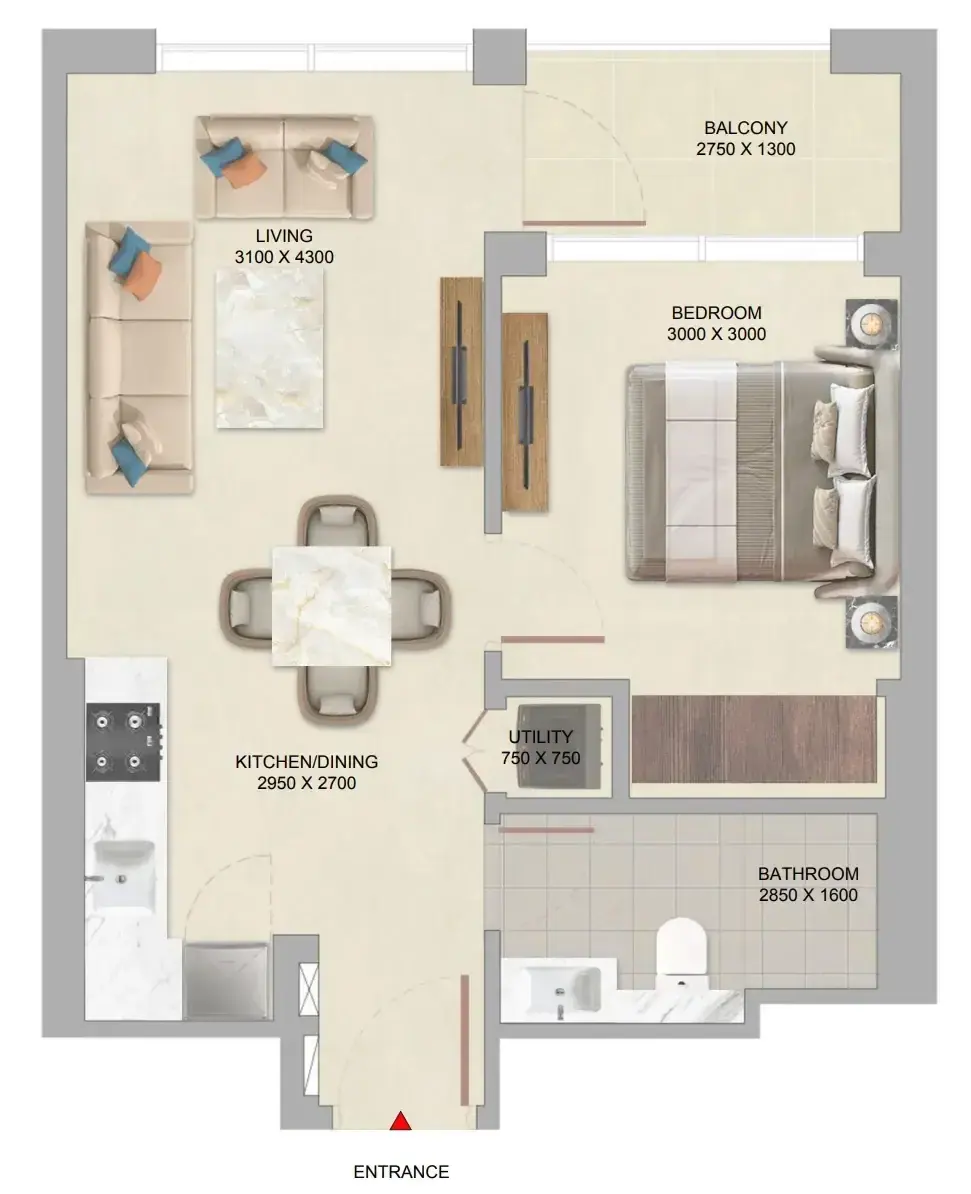 BALCONY
2750 X 1300
LIVING
3100 X 4300
BEDROOM
3000 X 3000
UTILITY
750 X 750
KITCHEN/DINING
2950 X 2700
BATHROOM
2850 X 1600
ENTRANCE